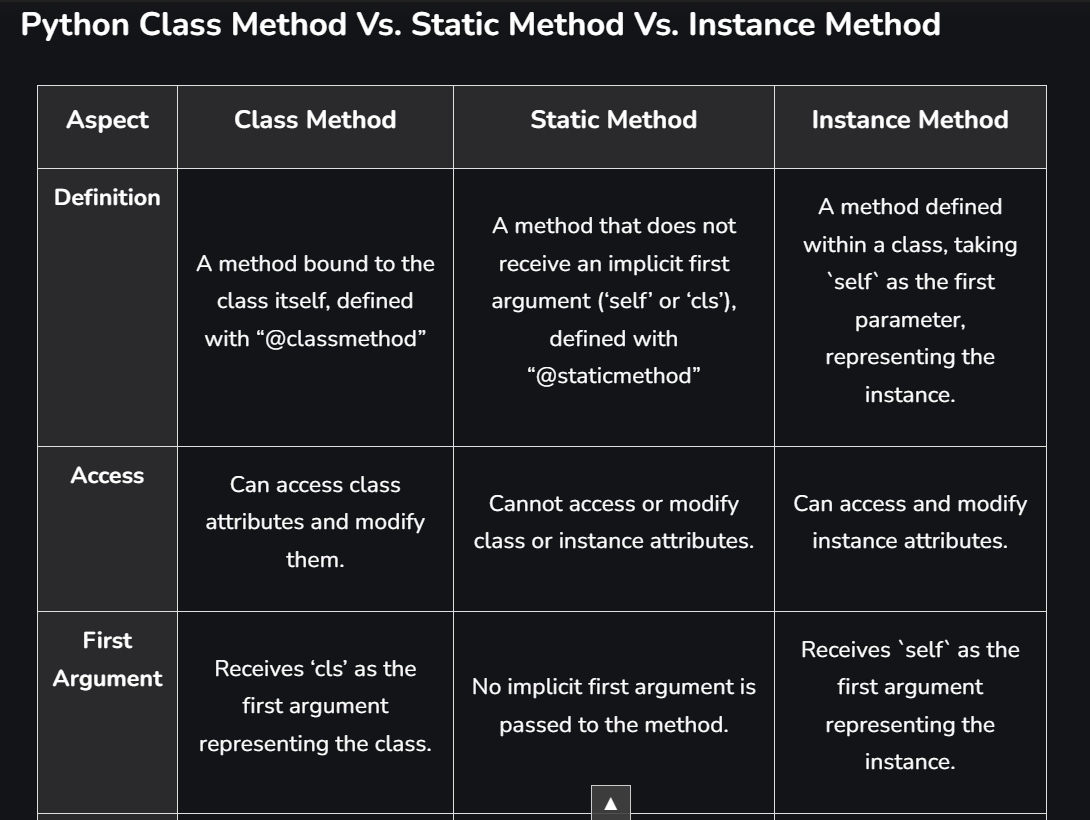 Python Class Method Vs. Static Method Vs. Instance Method
Aspect
Class Method
Static Method
Instance Method
Definition
A method bound to the
class itself, defined
with “@classmethod”
A method that does not
receive an implicit first
argument (‘self’ or ‘cls’),
defined with
“@staticmethod”
A method defined
within a class, taking
`self` as the first
parameter,
representing the
instance.
Access
Can access class
attributes and modify
them.
Cannot access or modify
class or instance attributes.
Can access and modify
instance attributes.
First
Argument
Receives ‘cls’ as the
first argument
representing the class.
No implicit first argument is
passed to the method.
Receives `self` as the
first argument
representing the
instance.